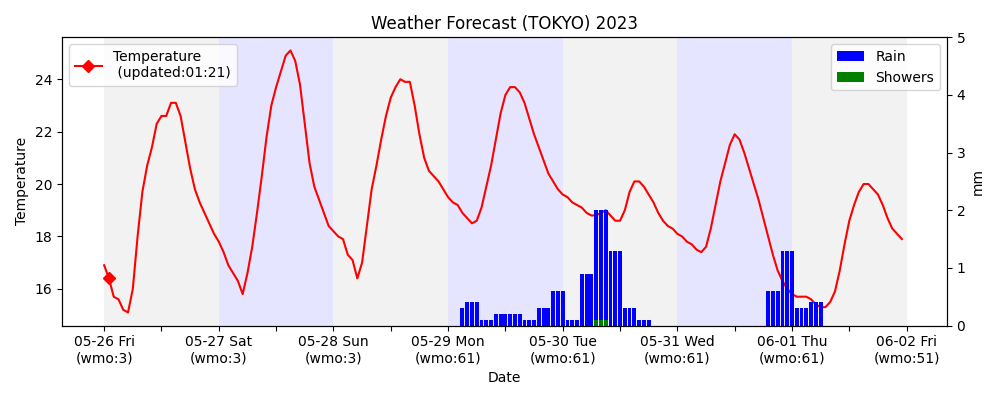 Weather Forecast (TOKYO) 2023
Temperature
(updated:01:21)
Rain
Showers
Temperature
24
22
20
18
16
5
4
3
2
1
0
mm
05-26 Fri
(wmo:3)
05-27 Sat
(wmo:3)
05-28 Sun
(wmo:3)
05-29 Mon
(wmo:61)
05-30 Tue
(wmo:61)
05-31 Wed
(wmo:61)
06-01 Thu
(wmo:61)
06-02 Fri
(wmo:51)
Date